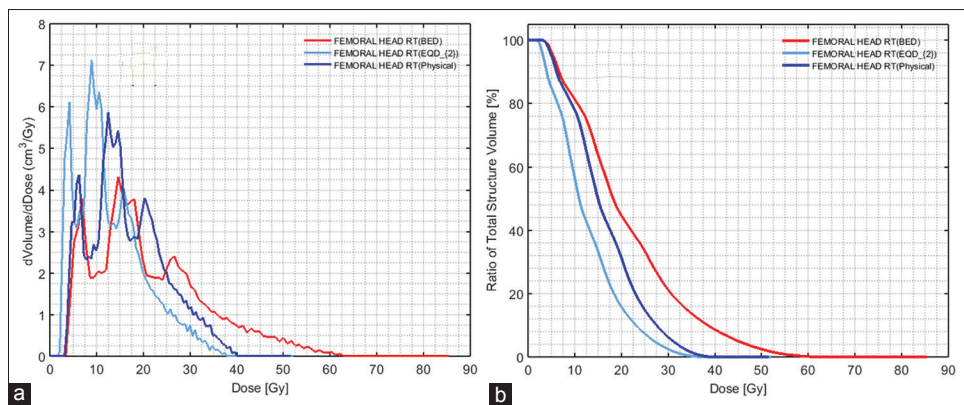 8
7
6
5
4
3
2
1
0
dVolume/dDose (cm³/Gy)
FEMORAL HEAD RT(BED)
FEMORAL HEAD RT(EQD_{2})
FEMORAL HEAD RT(Physical)
0 10 20 30 40 50 60 70 80 90
Dose [Gy]
a
100
80
60
40
20
0
Ratio of Total Structure Volume [%]
FEMORAL HEAD RT(BED)
FEMORAL HEAD RT(EQD_{2})
FEMORAL HEAD RT(Physical)
0 10 20 30 40 50 60 70 80 90
Dose [Gy]
b